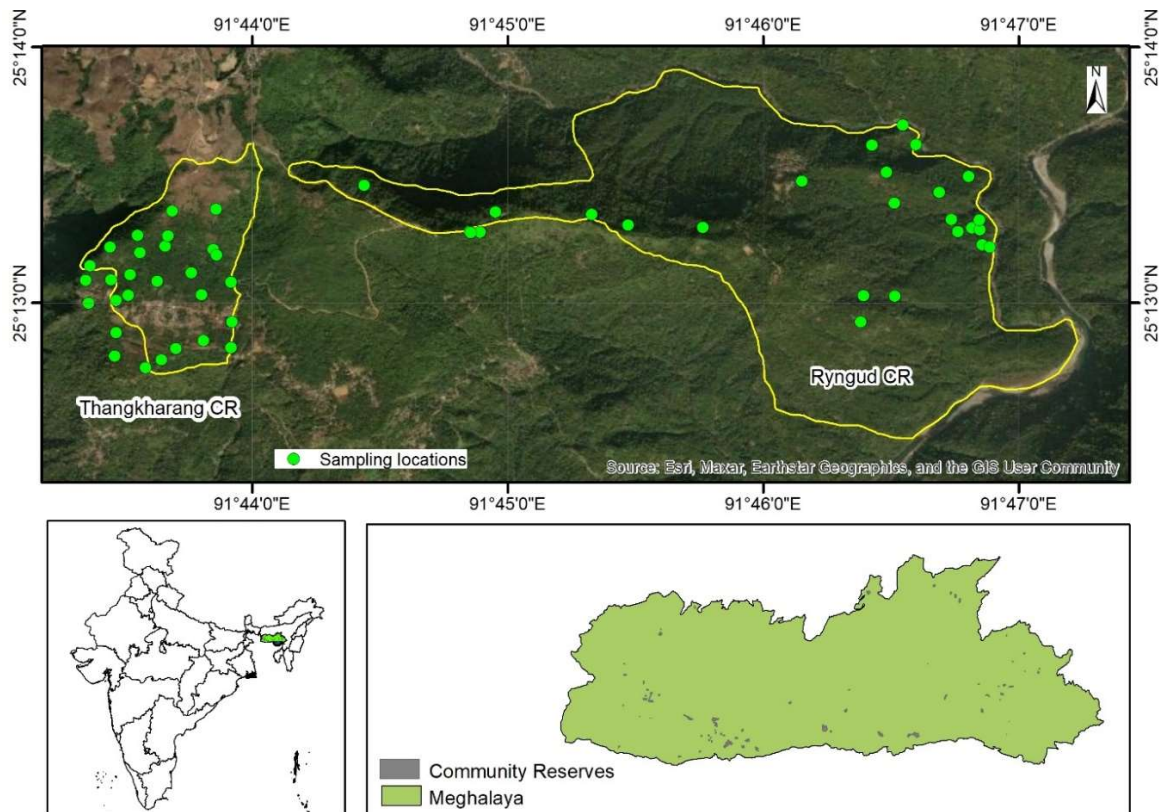 91°44'0"E 91°45'0"E 91°46'0"E 91°47'0"E
25°14'0"N 25°14'0"N
N
25°13'0"N 25°13'0"N
Ryngud CR
Thangkharang CR
Sampling locations
Source: Esri, Maxar, Earthstar Geographics, and the GIS User Community
91°44'0"E 91°45'0"E 91°46'0"E 91°47'0"E
Community Reserves
Meghalaya